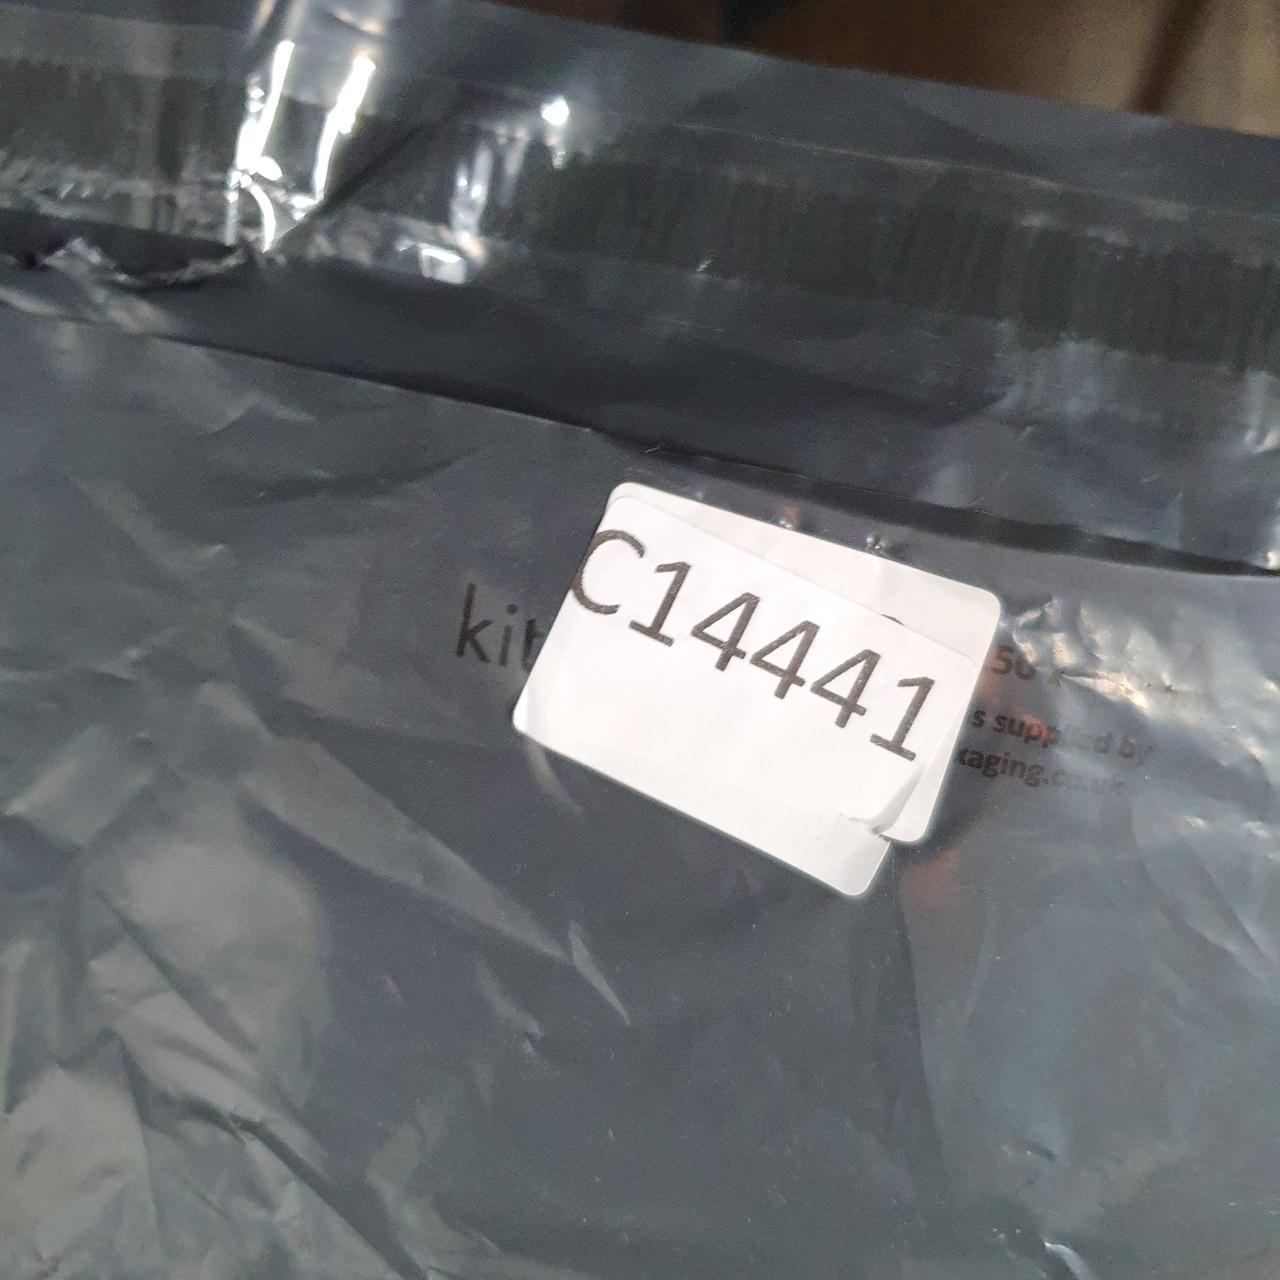 C14441
kit
s supplied by
kaging.co.uk